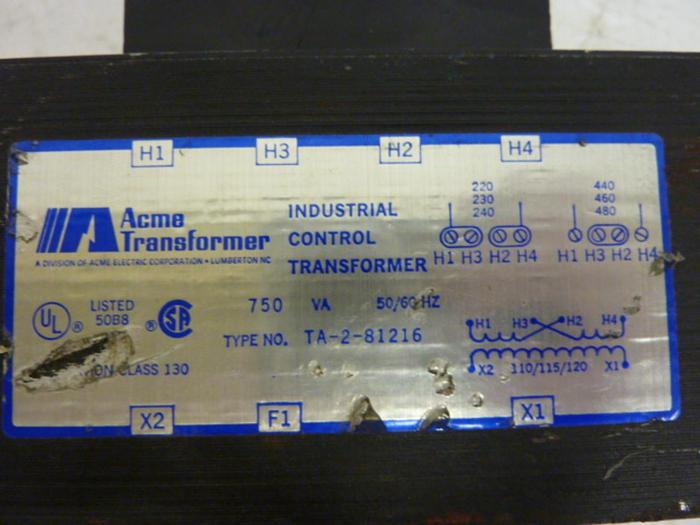 H1 H3 H2 H4
Acme
Transformer
A DIVISION OF ACME ELECTRIC CORPORATION • LUMBERTON NC
INDUSTRIAL
CONTROL
TRANSFORMER
220 440
230 460
240 480
H1 H3 H2 H4 H1 H3 H2 H4
UL ® LISTED
50B8 ® SA
750 VA 50/60 HZ
TYPE NO. TA-2-81216
CLASS 130
H1 H3 H2 H4
X2 110/115/120 X1
X2 F1 X1